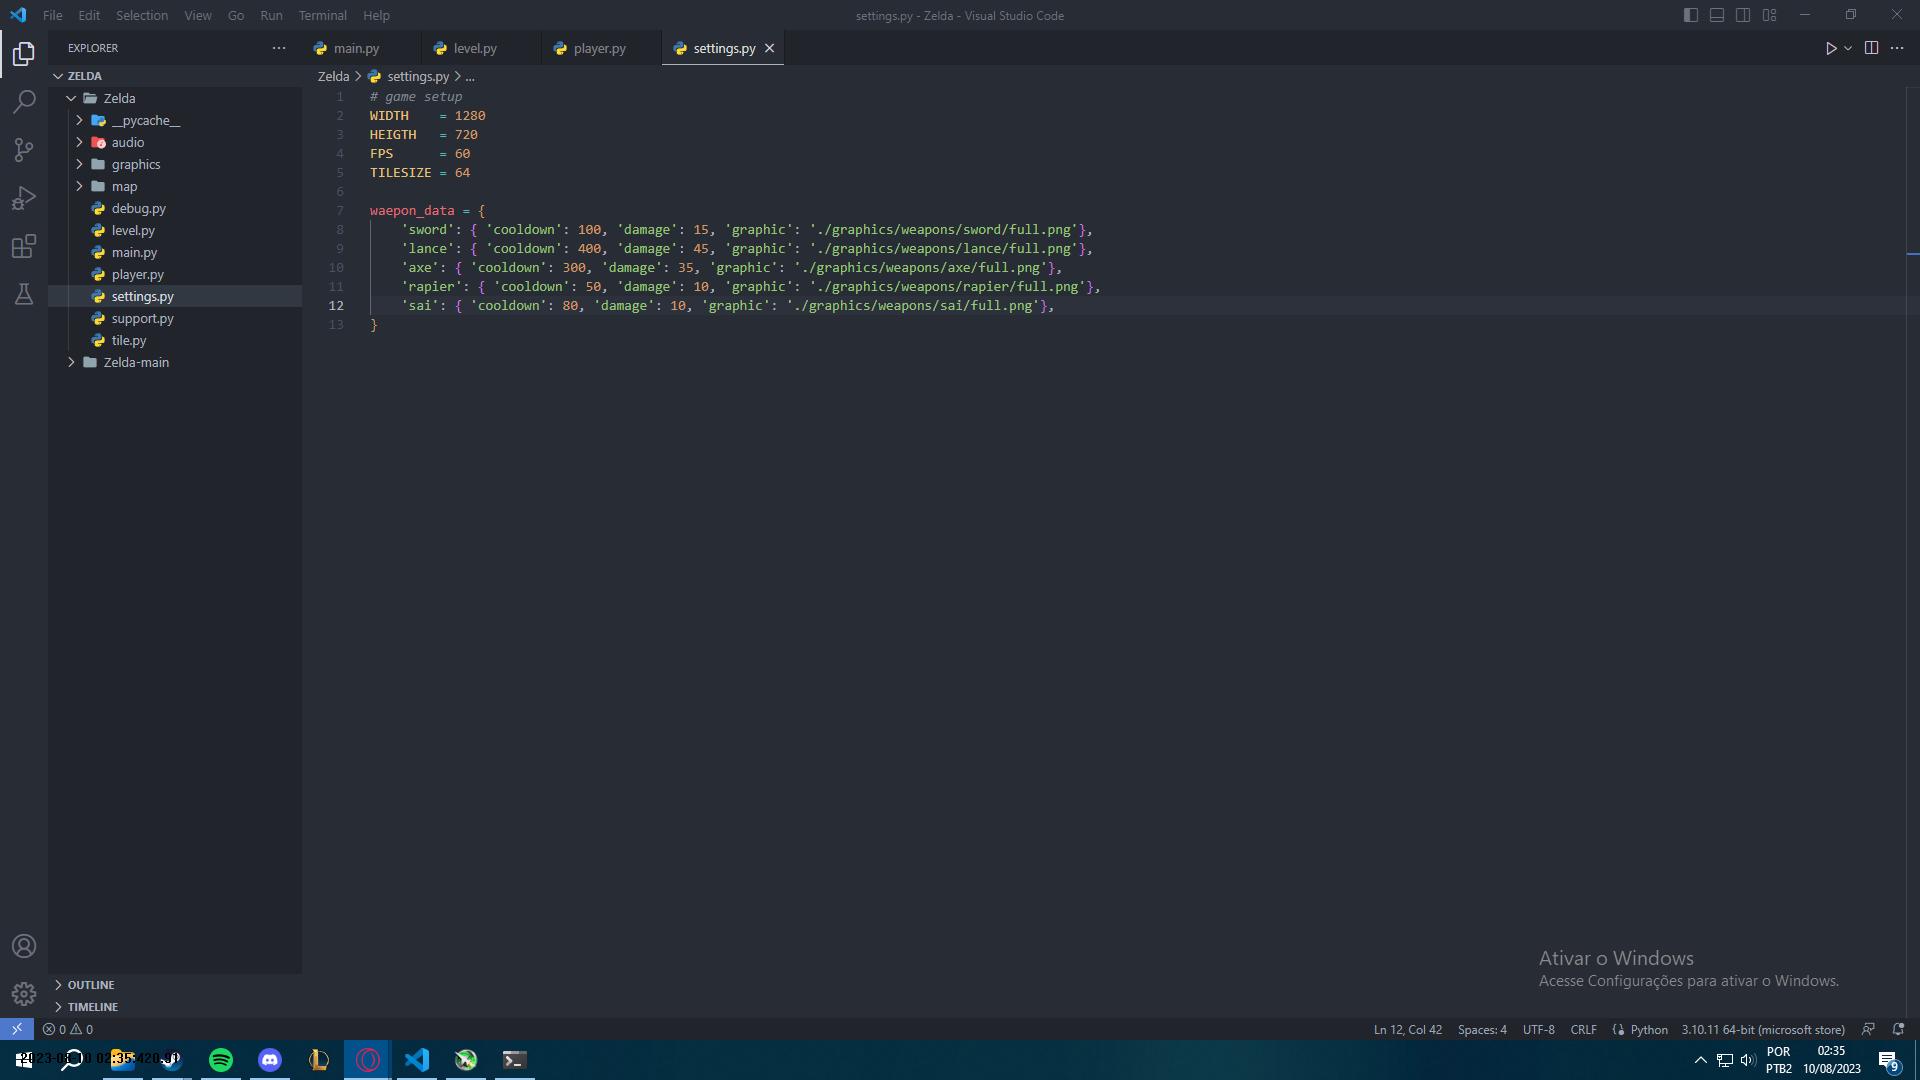 File Edit Selection View Go Run Terminal Help
settings.py - Zelda - Visual Studio Code
EXPLORER
main.py
level.py
player.py
settings.py
ZELDA
Zelda
__pycache__
audio
graphics
map
debug.py
level.py
main.py
player.py
settings.py
support.py
tile.py
Zelda-main
Zelda > settings.py > ...
1 # game setup
2 WIDTH    = 1280
3 HEIGTH   = 720
4 FPS      = 60
5 TILESIZE = 64
6
7 waepon_data = {
8     'sword': { 'cooldown': 100, 'damage': 15, 'graphic': './graphics/weapons/sword/full.png'},
9     'lance': { 'cooldown': 400, 'damage': 45, 'graphic': './graphics/weapons/lance/full.png'},
10     'axe': { 'cooldown': 300, 'damage': 35, 'graphic': './graphics/weapons/axe/full.png'},
11     'rapier': { 'cooldown': 50, 'damage': 10, 'graphic': './graphics/weapons/rapier/full.png'},
12     'sai': { 'cooldown': 80, 'damage': 10, 'graphic': './graphics/weapons/sai/full.png'},
13 }
Ativar o Windows
Acesse Configurações para ativar o Windows.
OUTLINE
TIMELINE
0 0
Ln 12, Col 42 Spaces: 4 UTF-8 CRLF Python 3.10.11 64-bit (microsoft store)
POR
PTB2
02:35
10/08/2023
9